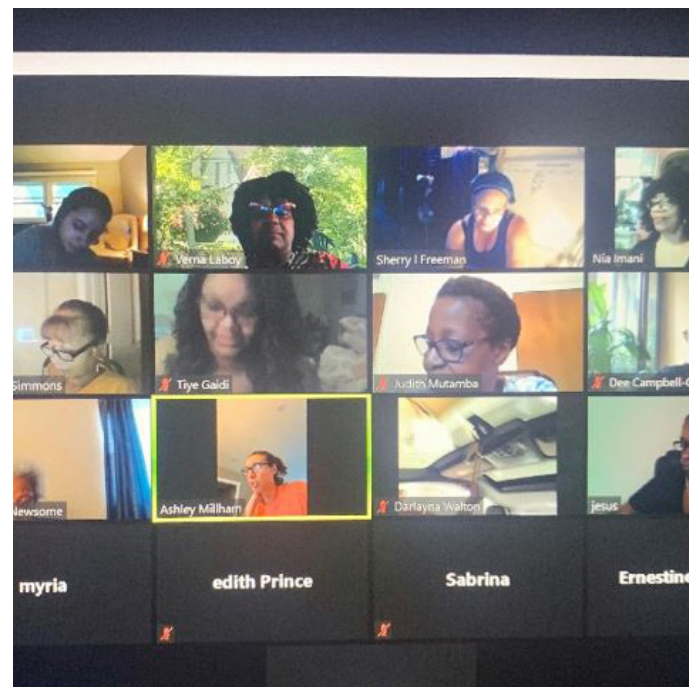 Verna Laboy
Sherry I Freeman
Nia Imani
Simmons
Tiye Gaidi
Judith Mutamba
Dee Campbell-
Newsome
Ashley Millham
Darlayna Walton
jesus
myria
edith Prince
Sabrina
Ernestine